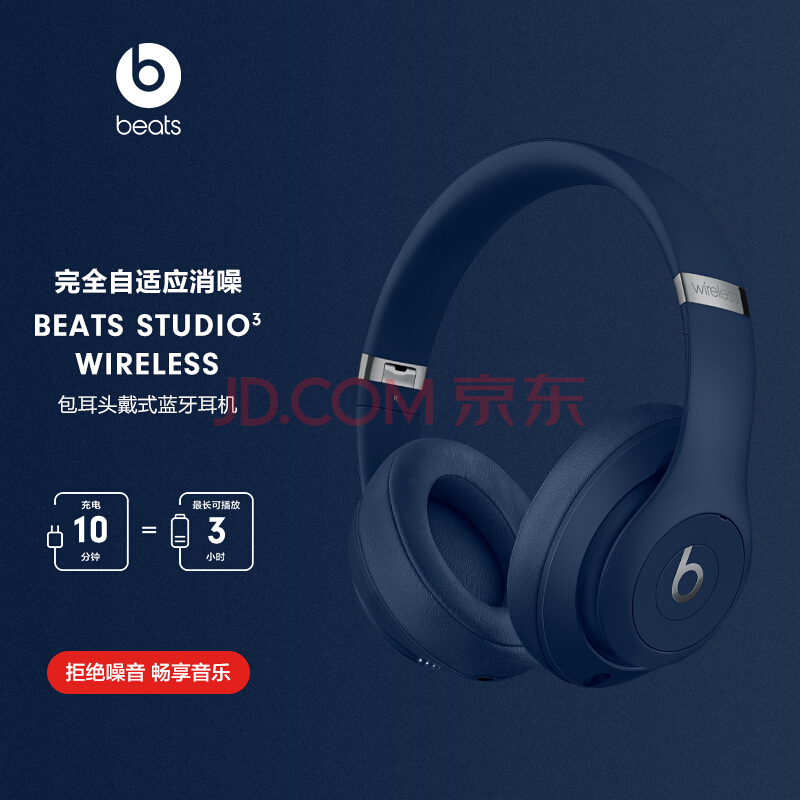 beats
完全自适应消噪
BEATS STUDIO³
WIRELESS
包耳头戴式蓝牙耳机
JD.COM 京东
wireless
R
充电
10
分钟
=
最长可播放
3
小时
拒绝噪音 畅享音乐